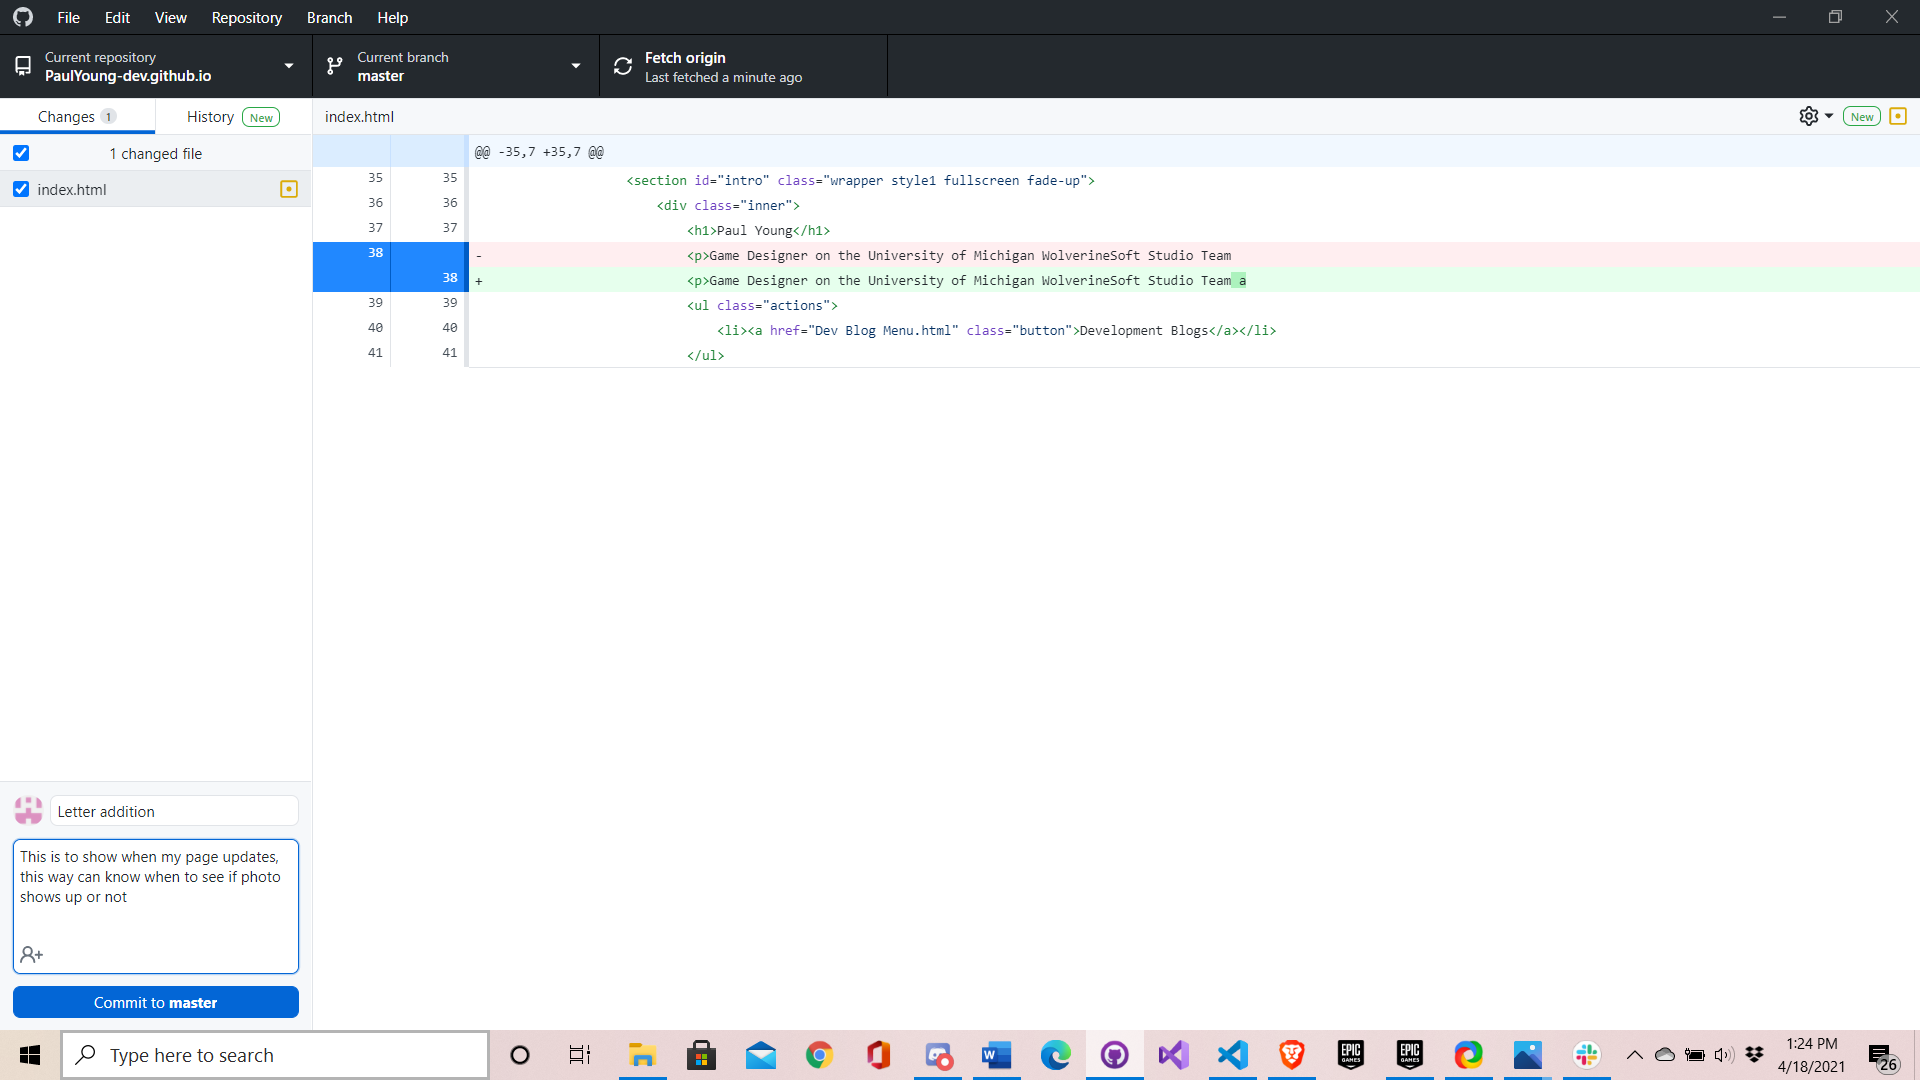 File Edit View Repository Branch Help
Current repository
PaulYoung-dev.github.io
Current branch
master
Fetch origin
Last fetched a minute ago
Changes 1
History New
index.html
New
1 changed file
index.html
@@ -35,7 +35,7 @@
35 35 <section id="intro" class="wrapper style1 fullscreen fade-up">
36 36 <div class="inner">
37 37 <h1>Paul Young</h1>
38 - <p>Game Designer on the University of Michigan WolverineSoft Studio Team
38 + <p>Game Designer on the University of Michigan WolverineSoft Studio Team a
39 39 <ul class="actions">
40 40 <li><a href="Dev Blog Menu.html" class="button">Development Blogs</a></li>
41 41 </ul>
Letter addition
This is to show when my page updates,
this way can know when to see if photo
shows up or not
Commit to master
Type here to search
W
EPIC
GAMES
EPIC
GAMES
1:24 PM
4/18/2021
26